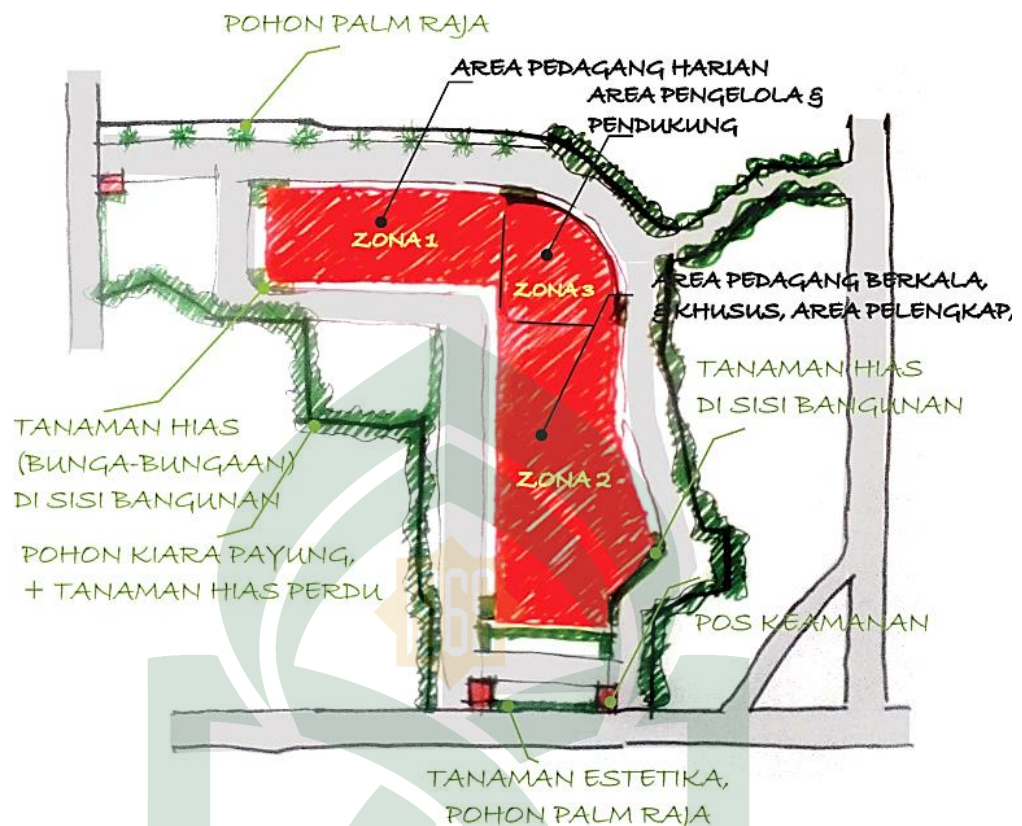 POHON PALM RAJA
AREA PEDAGANG HARIAN
AREA PENGELOLA &
PENDUKUNG
ZONA 1
ZONA 3
AREA PEDAGANG BERKALA,
& KHUSUS, AREA PELENGKAP,
TANAMAN HIAS
DI SISI BANGUNAN
TANAMAN HIAS
(BUNGA-BUNGAAN)
DI SISI BANGUNAN
ZONA 2
POHON KIARA PAYUNG,
+ TANAMAN HIAS PERDU
POS KEAMANAN
TANAMAN ESTETIKA,
POHON PALM RAJA